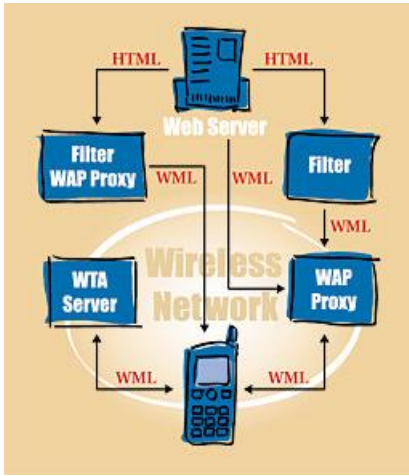 HTML
HTML
Web Server
Filter
WAP Proxy
Filter
WML
WML
WML
Wireless
Network
WTA
Server
WAP
Proxy
WML
WML